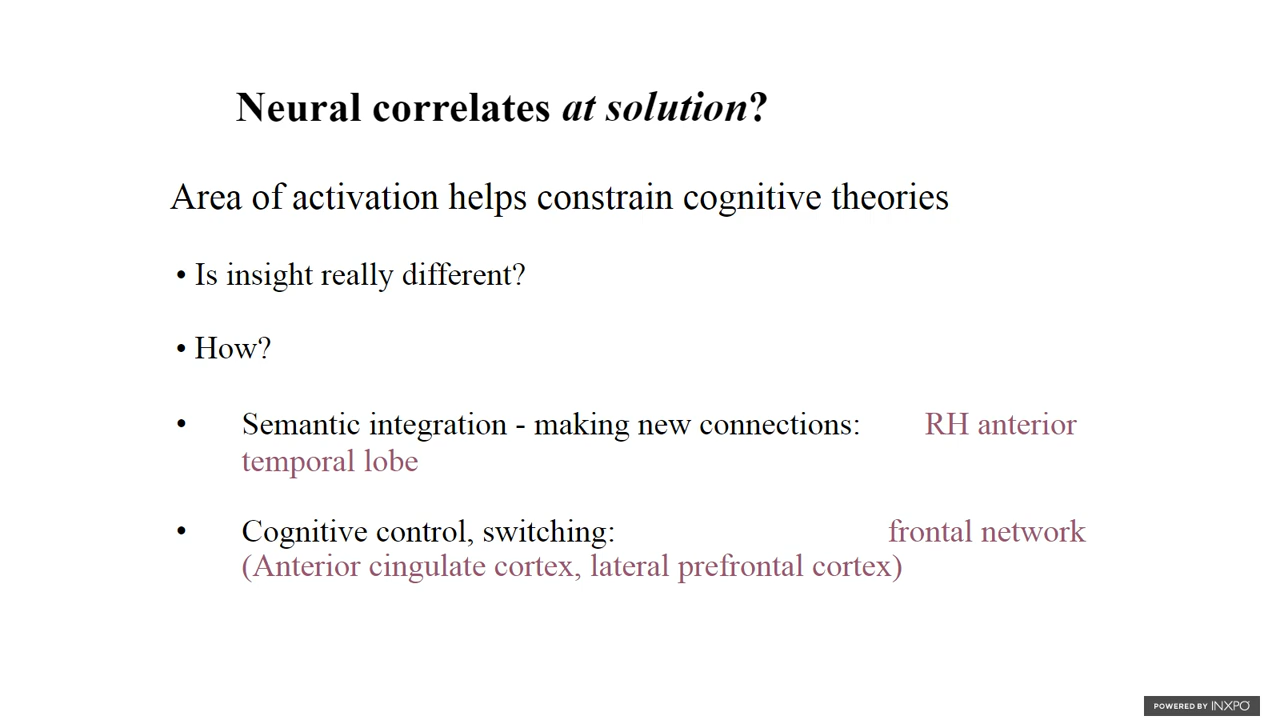 Neural correlates at solution?
Area of activation helps constrain cognitive theories
• Is insight really different?
• How?
• Semantic integration - making new connections: RH anterior
temporal lobe
• Cognitive control, switching: frontal network
(Anterior cingulate cortex, lateral prefrontal cortex)
POWERED BY INXPO